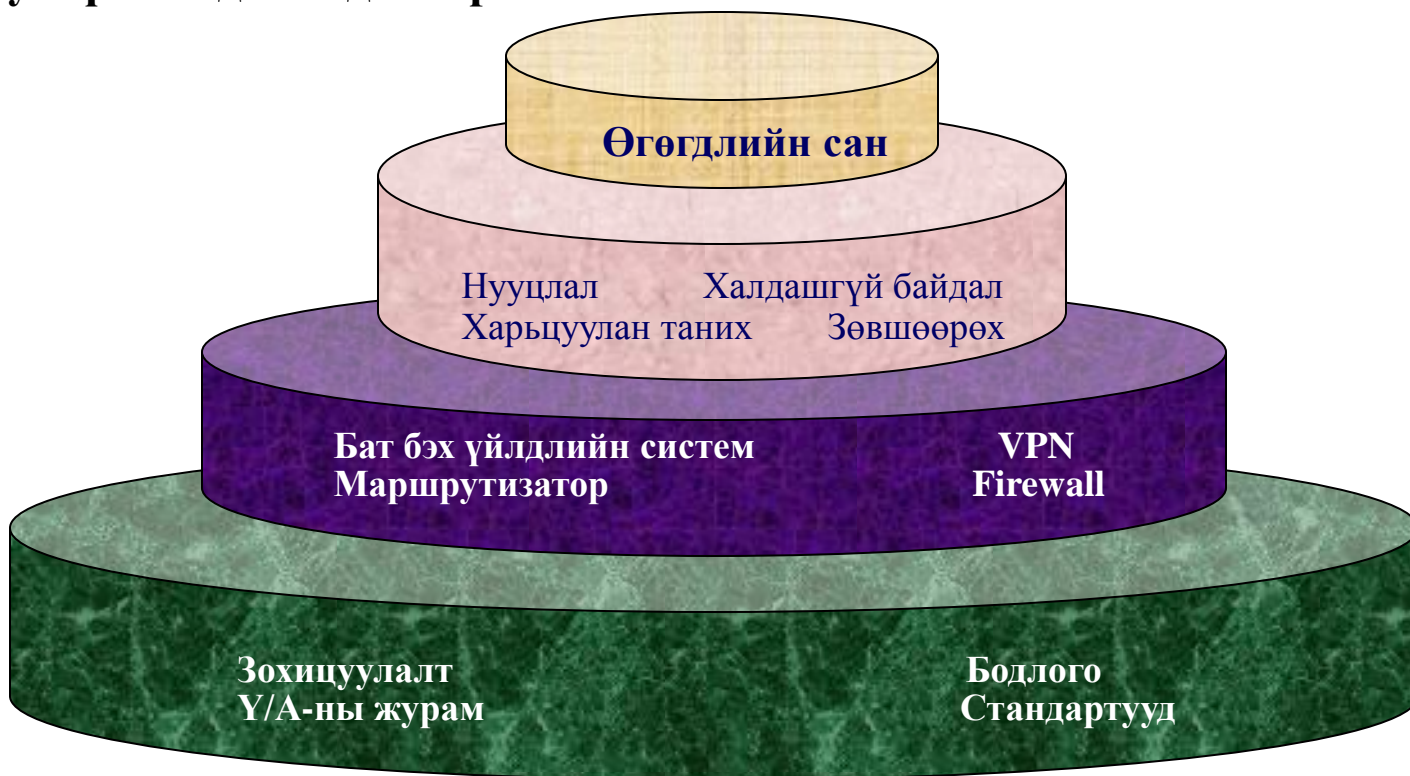 Өгөгдлийн сан
Нууцлал Халдашгүй байдал
Харьцуулан таних Зөвшөөрөх
Бат бэх үйлдлийн систем VPN
Маршрутизатор Firewall
Зохицуулалт Бодлого
Ү/А-ны журам Стандартууд